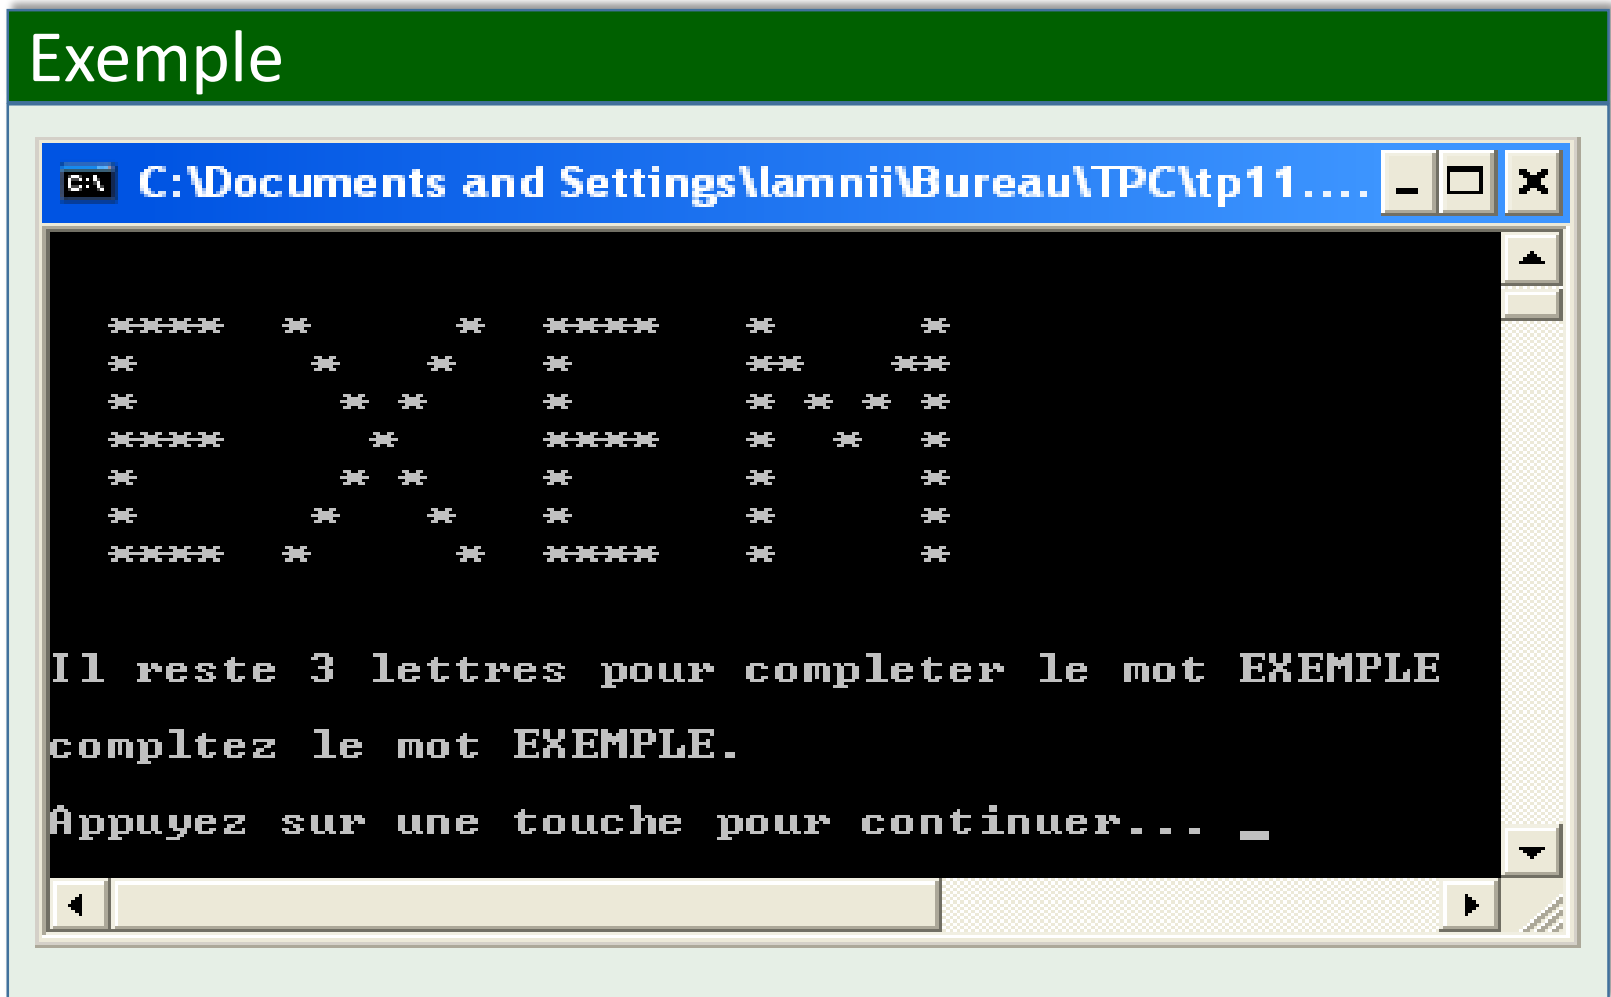 Exemple
C:\Documents and Settings\lamnii\Bureau\TPC\tp11....
EXEM
Il reste 3 lettres pour completer le mot EXEMPLE
compltez le mot EXEMPLE.
Appuyez sur une touche pour continuer... _